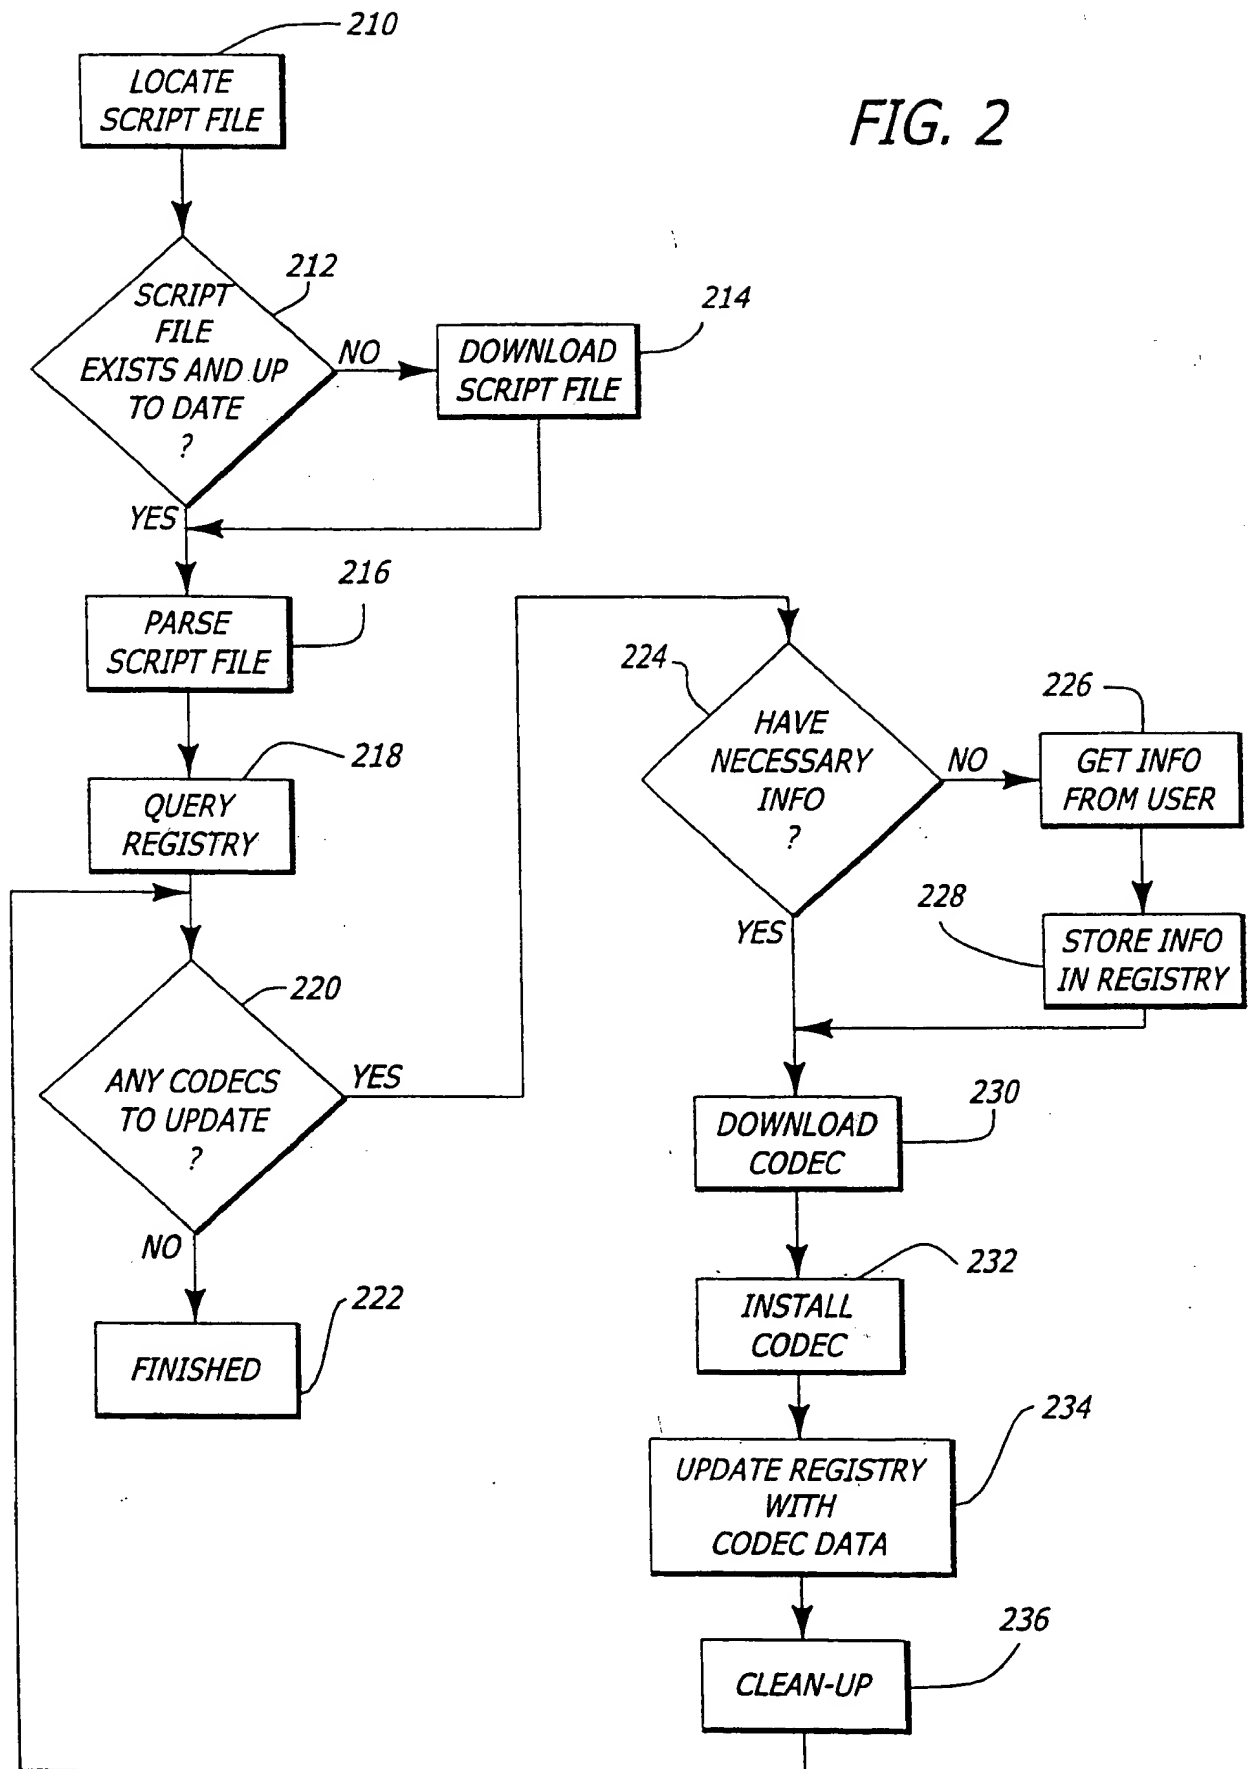 210
LOCATE
SCRIPT FILE
FIG. 2
212
SCRIPT
FILE
EXISTS AND UP
TO DATE
?
NO
214
DOWNLOAD
SCRIPT FILE
YES
216
PARSE
SCRIPT FILE
218
QUERY
REGISTRY
220
ANY CODECS
TO UPDATE
?
YES
NO
222
FINISHED
224
HAVE
NECESSARY
INFO
?
NO
226
GET INFO
FROM USER
228
STORE INFO
IN REGISTRY
YES
230
DOWNLOAD
CODEC
232
INSTALL
CODEC
234
UPDATE REGISTRY
WITH
CODEC DATA
236
CLEAN-UP